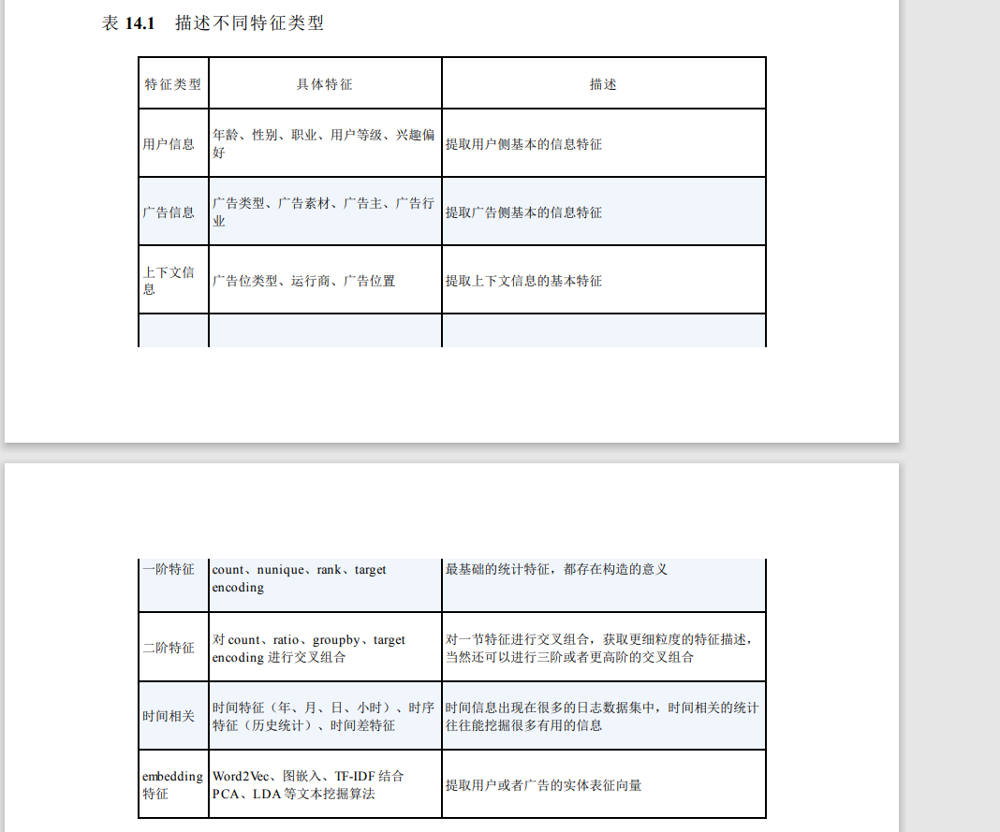 表 14.1 描述不同特征类型
特征类型 具体特征 描述
用户信息
年龄、性别、职业、用户等级、兴趣偏
好
提取用户侧基本的信息特征
广告信息
广告类型、广告素材、广告主、广告行
业
提取广告侧基本的信息特征
上下文信
息
广告位类型、运行商、广告位置
提取上下文信息的基本特征
一阶特征
count、nunique、rank、target
encoding
最基础的统计特征，都存在构造的意义
二阶特征
对 count、ratio、groupby、target
encoding 进行交叉组合
对一节特征进行交叉组合，获取更细粒度的特征描述，
当然还可以进行三阶或者更高阶的交叉组合
时间相关
时间特征（年、月、日、小时）、时序
特征（历史统计）、时间差特征
时间信息出现在很多的日志数据集中，时间相关的统计
往往能挖掘很多有用的信息
embedding
特征
Word2Vec、图嵌入、TF-IDF 结合
PCA、LDA 等文本挖掘算法
提取用户或者广告的实体表征向量